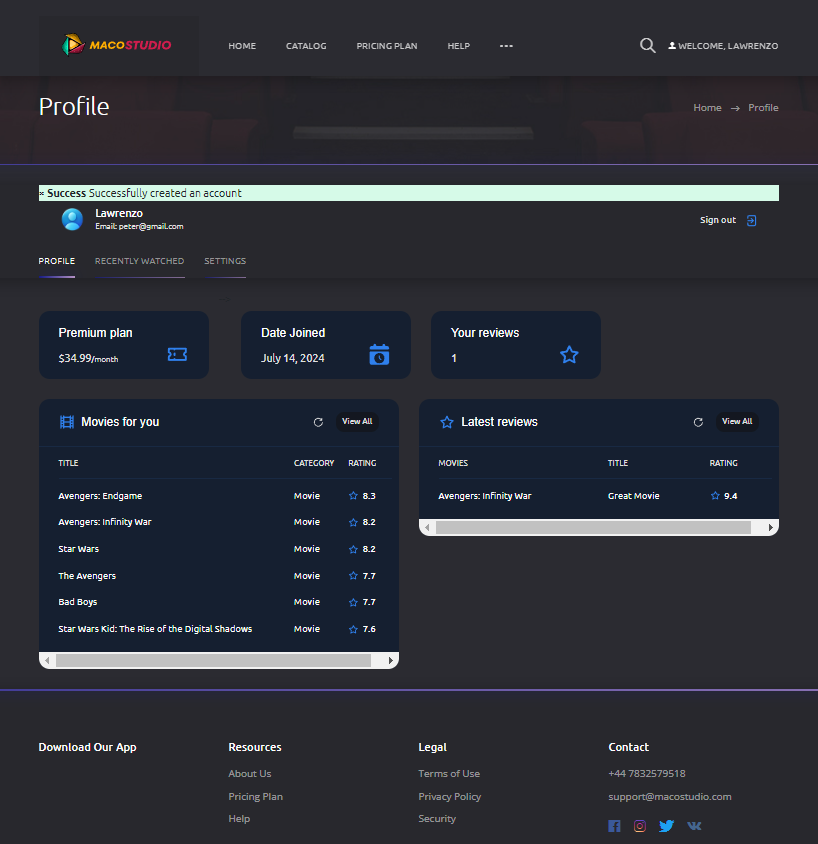 MACOSTUDIO
HOME CATALOG PRICING PLAN HELP ••• WELCOME, LAWRENZO
Profile
Home → Profile
× Success Successfully created an account
Lawrenzo
Email: peter@gmail.com
Sign out
PROFILE RECENTLY WATCHED SETTINGS
Premium plan
$34.99/month
Date Joined
July 14, 2024
Your reviews
1
Movies for you View All
TITLE CATEGORY RATING
Avengers: Endgame Movie 8.3
Avengers: Infinity War Movie 8.2
Star Wars Movie 8.2
The Avengers Movie 7.7
Bad Boys Movie 7.7
Star Wars Kid: The Rise of the Digital Shadows Movie 7.6
Latest reviews View All
MOVIES TITLE RATING
Avengers: Infinity War Great Movie 9.4
Download Our App
Resources
About Us
Pricing Plan
Help
Legal
Terms of Use
Privacy Policy
Security
Contact
+44 7832579518
support@macostudio.com